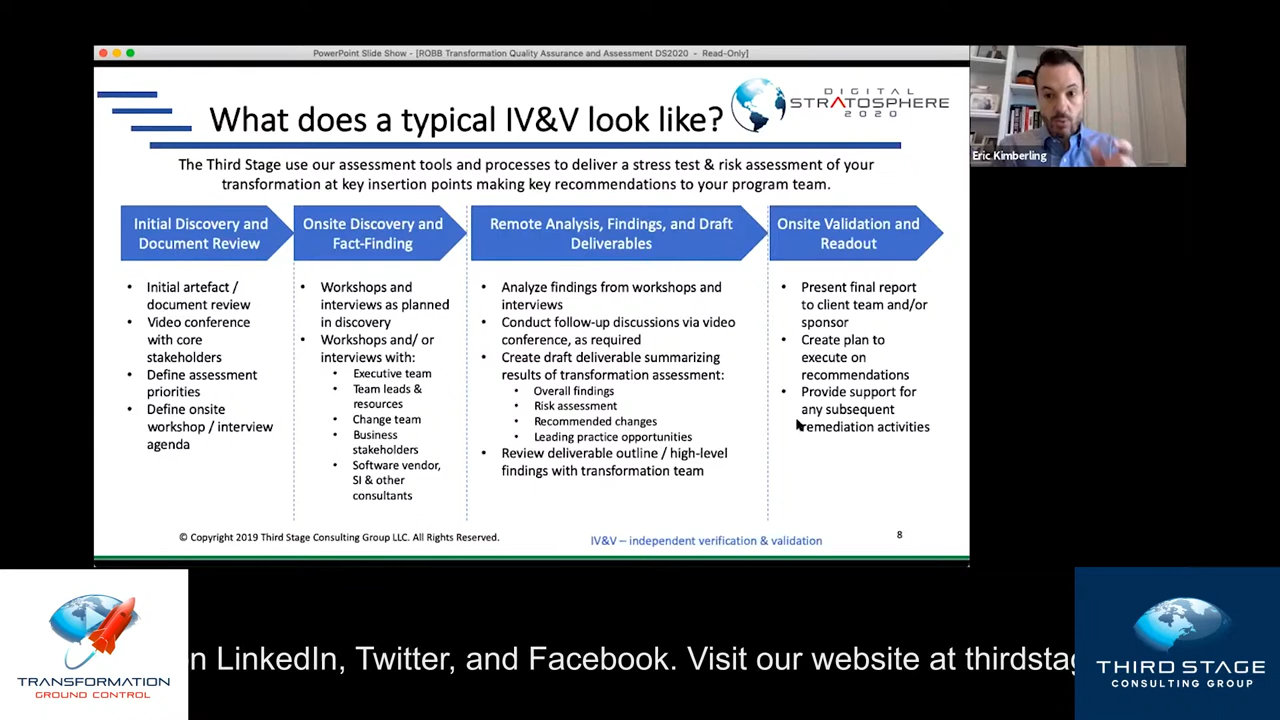 PowerPoint Slide Show - [ROBB Transformation Quality Assurance and Assessment DS2020 - Read-Only]
What does a typical IV&V look like?
DIGITAL
STRATOSPHERE
2020
Eric Kimberling
The Third Stage use our assessment tools and processes to deliver a stress test & risk assessment of your
transformation at key insertion points making key recommendations to your program team.
Initial Discovery and
Document Review
• Initial artefact /
document review
• Video conference
with core
stakeholders
• Define assessment
priorities
• Define onsite
workshop / interview
agenda
Onsite Discovery and
Fact-Finding
• Workshops and
interviews as planned
in discovery
• Workshops and/ or
interviews with:
• Executive team
• Team leads &
resources
• Change team
• Business
stakeholders
• Software vendor,
SI & other
consultants
Remote Analysis, Findings, and Draft
Deliverables
• Analyze findings from workshops and
interviews
• Conduct follow-up discussions via video
conference, as required
• Create draft deliverable summarizing
results of transformation assessment:
• Overall findings
• Risk assessment
• Recommended changes
• Leading practice opportunities
• Review deliverable outline / high-level
findings with transformation team
Onsite Validation and
Readout
• Present final report
to client team and/or
sponsor
• Create plan to
execute on
recommendations
• Provide support for
any subsequent
remediation activities
© Copyright 2019 Third Stage Consulting Group LLC. All Rights Reserved.
IV&V – independent verification & validation
8
TRANSFORMATION
GROUND CONTROL
n LinkedIn, Twitter, and Facebook. Visit our website at thirdstag
THIRD STAGE
CONSULTING GROUP